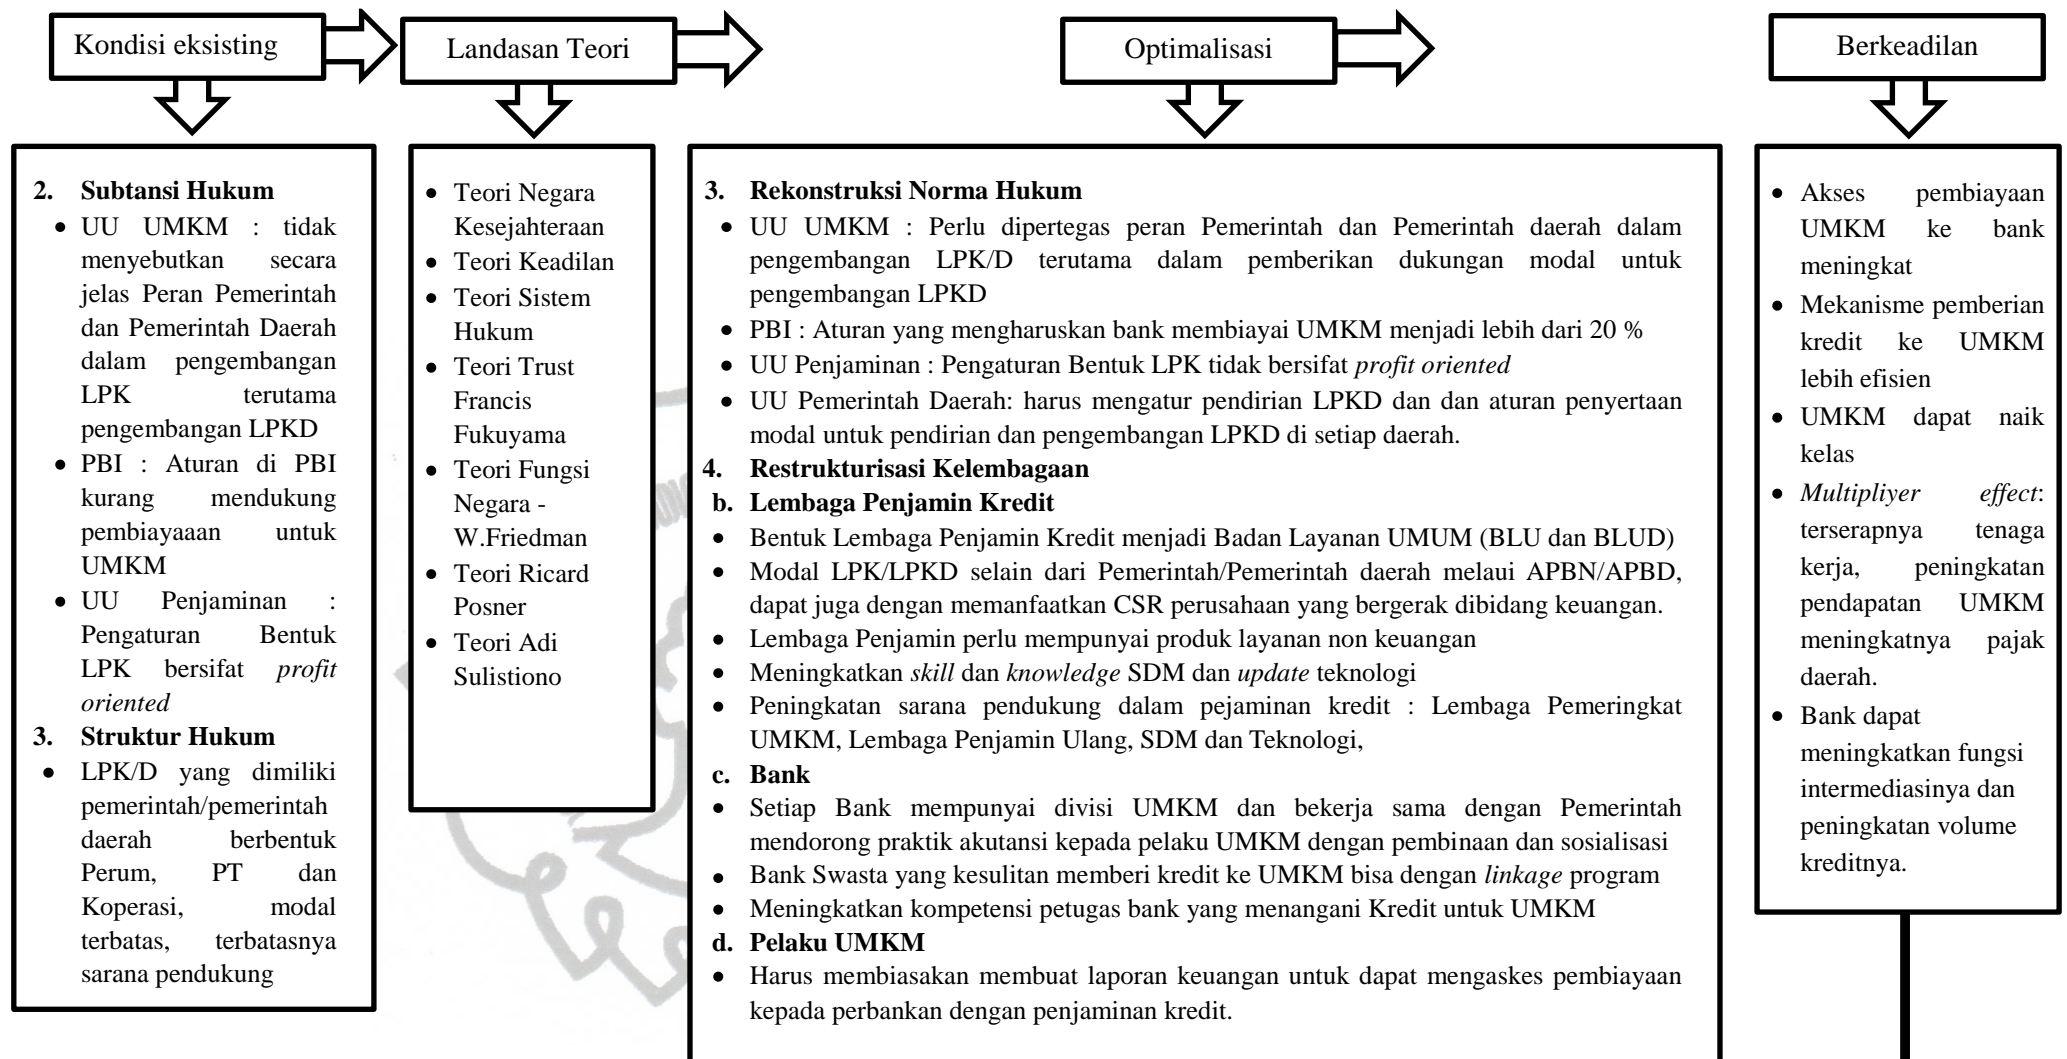 Kondisi eksisting
Landasan Teori
Optimalisasi
Berkeadilan
2. Subtansi Hukum
• UU UMKM : tidak
menyebutkan secara
jelas Peran Pemerintah
dan Pemerintah Daerah
dalam pengembangan
LPK terutama
pengembangan LPKD
• PBI : Aturan di PBI
kurang mendukung
pembiayaaan untuk
UMKM
• UU Penjaminan :
Pengaturan Bentuk
LPK bersifat profit
oriented
3. Struktur Hukum
• LPK/D yang dimiliki
pemerintah/pemerintah
daerah berbentuk
Perum, PT dan
Koperasi, modal
terbatas, terbatasnya
sarana pendukung
• Teori Negara
Kesejahteraan
• Teori Keadilan
• Teori Sistem
Hukum
• Teori Trust
Francis
Fukuyama
• Teori Fungsi
Negara -
W.Friedman
• Teori Ricard
Posner
• Teori Adi
Sulistiono
3. Rekonstruksi Norma Hukum
• UU UMKM : Perlu dipertegas peran Pemerintah dan Pemerintah daerah dalam
pengembangan LPK/D terutama dalam pemberikan dukungan modal untuk
pengembangan LPKD
• PBI : Aturan yang mengharuskan bank membiayai UMKM menjadi lebih dari 20 %
• UU Penjaminan : Pengaturan Bentuk LPK tidak bersifat profit oriented
• UU Pemerintah Daerah: harus mengatur pendirian LPKD dan dan aturan penyertaan
modal untuk pendirian dan pengembangan LPKD di setiap daerah.
4. Restrukturisasi Kelembagaan
b. Lembaga Penjamin Kredit
• Bentuk Lembaga Penjamin Kredit menjadi Badan Layanan UMUM (BLU dan BLUD)
• Modal LPK/LPKD selain dari Pemerintah/Pemerintah daerah melaui APBN/APBD,
dapat juga dengan memanfaatkan CSR perusahaan yang bergerak dibidang keuangan.
• Lembaga Penjamin perlu mempunyai produk layanan non keuangan
• Meningkatkan skill dan knowledge SDM dan update teknologi
• Peningkatan sarana pendukung dalam pejaminan kredit : Lembaga Pemeringkat
UMKM, Lembaga Penjamin Ulang, SDM dan Teknologi,
c. Bank
• Setiap Bank mempunyai divisi UMKM dan bekerja sama dengan Pemerintah
mendorong praktik akutansi kepada pelaku UMKM dengan pembinaan dan sosialisasi
• Bank Swasta yang kesulitan memberi kredit ke UMKM bisa dengan linkage program
• Meningkatkan kompetensi petugas bank yang menangani Kredit untuk UMKM
d. Pelaku UMKM
• Harus membiasakan membuat laporan keuangan untuk dapat mengaskes pembiayaan
kepada perbankan dengan penjaminan kredit.
• Akses pembiayaan
UMKM ke bank
meningkat
• Mekanisme pemberian
kredit ke UMKM
lebih efisien
• UMKM dapat naik
kelas
• Multipliyer effect:
terserapnya tenaga
kerja, peningkatan
pendapatan UMKM
meningkatnya pajak
daerah.
• Bank dapat
meningkatkan fungsi
intermediasinya dan
peningkatan volume
kreditnya.